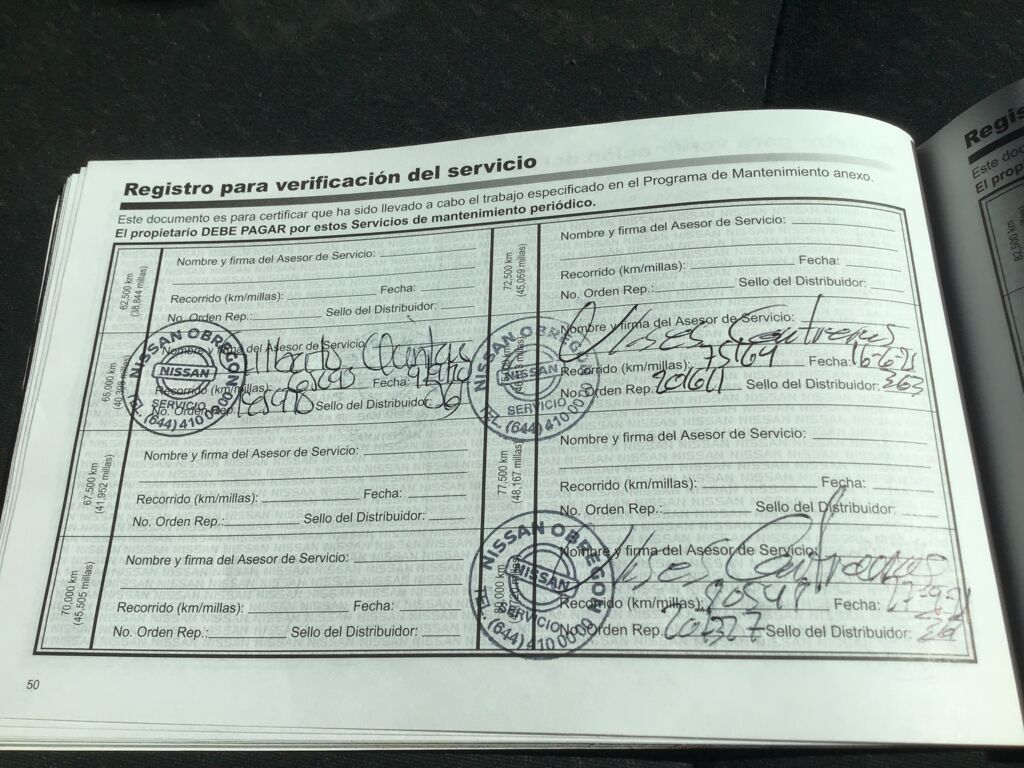 Registro para verificación del servicio
Este documento es para certificar que ha sido llevado a cabo el trabajo especificado en el Programa de Mantenimiento anexo.
El propietario DEBE PAGAR por estos Servicios de mantenimiento periódico.
62,500 km
(38,844 millas)
Nombre y firma del Asesor de Servicio:
Recorrido (km/millas): Fecha:
No. Orden Rep.: Sello del Distribuidor:
65,000 km
Nombre y firma del Asesor de Servicio:
Recorrido (km/millas): Fecha:
No. Orden Rep. Sello del Distribuidor:
NISSAN OBREGON
NISSAN
SERVICIO
TEL. (644) 410 00 00
67,500 km
(41,952 millas)
Nombre y firma del Asesor de Servicio:
Recorrido (km/millas): Fecha:
No. Orden Rep.: Sello del Distribuidor:
70,000 km
(45,505 millas)
Nombre y firma del Asesor de Servicio:
Recorrido (km/millas): Fecha:
No. Orden Rep.: Sello del Distribuidor:
72,500 km
(45,059 millas)
Nombre y firma del Asesor de Servicio:
Recorrido (km/millas): Fecha:
No. Orden Rep.: Sello del Distribuidor:
Nombre y firma del Asesor de Servicio:
Ulises Contreras
Recorrido (km/millas): 75164 Fecha: 16-6-21
No. Orden Rep. 201611 Sello del Distribuidor:
NISSAN OBREGON
SERVICIO
TEL. (644) 410 00 00
77,500 km
(48,167 millas)
Nombre y firma del Asesor de Servicio:
Recorrido (km/millas): Fecha:
No. Orden Rep.: Sello del Distribuidor:
Nombre y firma del Asesor de Servicio:
Ulises Contreras
Recorrido (km/millas): 80541 Fecha:
No. Orden Rep. 207327 Sello del Distribuidor:
NISSAN OBREGON
NISSAN
SERVICIO
TEL. (644) 410 00 00
50